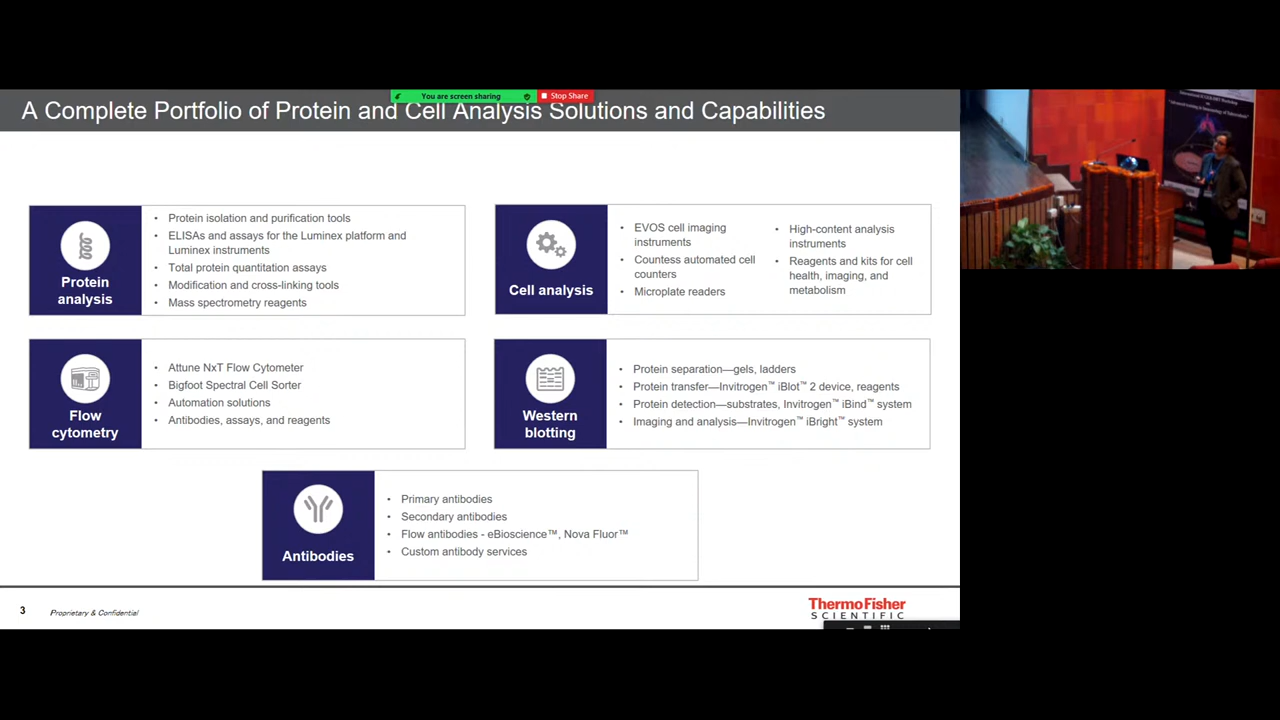 You are screen sharing
Stop Share
A Complete Portfolio of Protein and Cell Analysis Solutions and Capabilities
Protein
analysis
• Protein isolation and purification tools
• ELISAs and assays for the Luminex platform and
Luminex instruments
• Total protein quantitation assays
• Modification and cross-linking tools
• Mass spectrometry reagents
Cell analysis
• EVOS cell imaging
instruments
• Countess automated cell
counters
• Microplate readers
• High-content analysis
instruments
• Reagents and kits for cell
health, imaging, and
metabolism
Flow
cytometry
• Attune NxT Flow Cytometer
• Bigfoot Spectral Cell Sorter
• Automation solutions
• Antibodies, assays, and reagents
Western
blotting
• Protein separation—gels, ladders
• Protein transfer—Invitrogen™ iBlot™ 2 device, reagents
• Protein detection—substrates, Invitrogen™ iBind™ system
• Imaging and analysis—Invitrogen™ iBright™ system
Antibodies
• Primary antibodies
• Secondary antibodies
• Flow antibodies - eBioscience™, Nova Fluor™
• Custom antibody services
3
Proprietary & Confidential
ThermoFisher
SCIENTIFIC